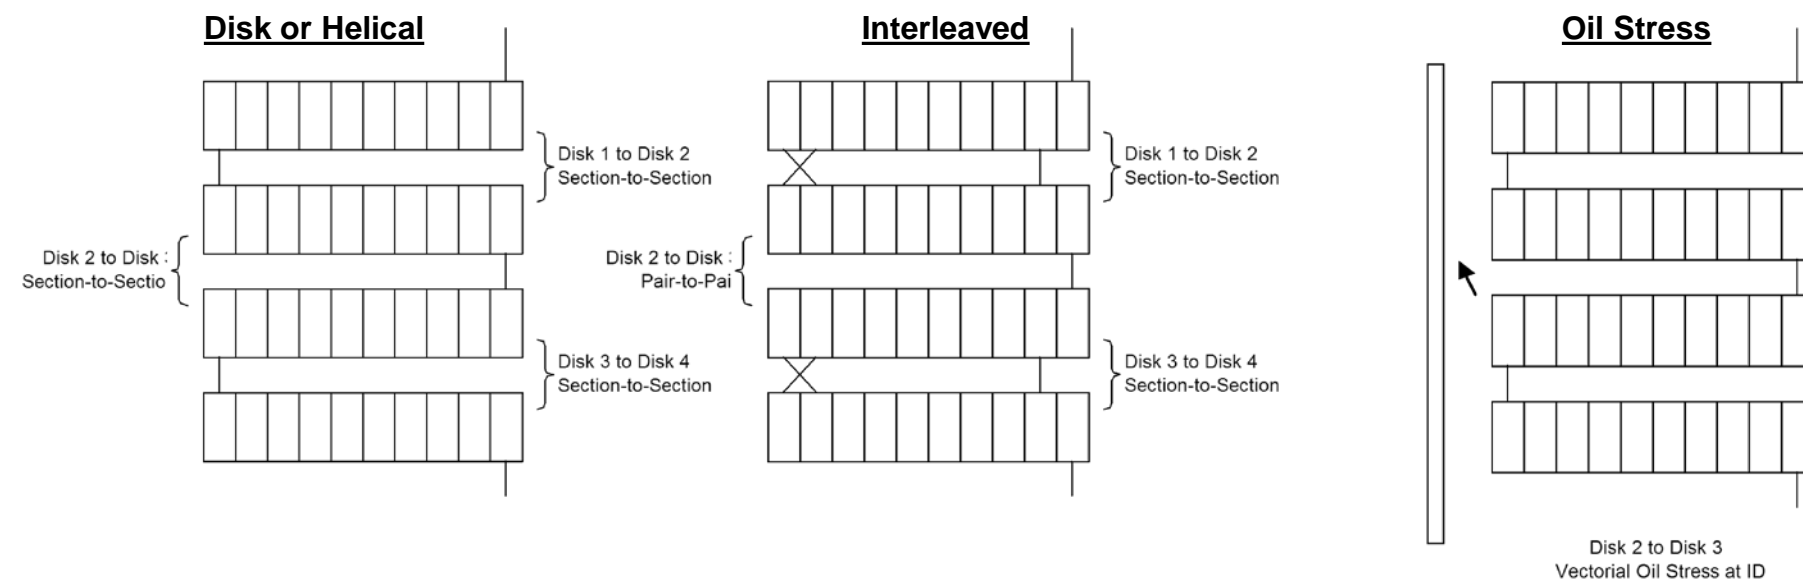 Disk or Helical
Disk 1 to Disk 2
Section-to-Section
Disk 2 to Disk :
Section-to-Sectio
Disk 3 to Disk 4
Section-to-Section
Interleaved
Disk 1 to Disk 2
Section-to-Section
Disk 2 to Disk :
Pair-to-Pai
Disk 3 to Disk 4
Section-to-Section
Oil Stress
Disk 2 to Disk 3
Vectorial Oil Stress at ID